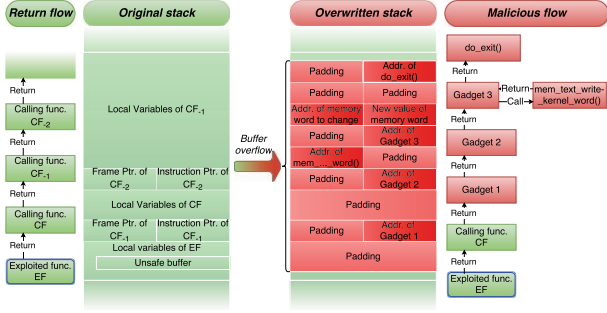 Return flow
Original stack
Overwritten stack
Malicious flow
Return
Calling func.
CF-2
Return
Calling func.
CF-1
Return
Calling func.
CF
Return
Exploited func.
EF
Local Variables of CF-1
Frame Ptr. of
CF-2
Instruction Ptr. of
CF-2
Local Variables of CF
Frame Ptr. of
CF-1
Instruction Ptr. of
CF-1
Local variables of EF
Unsafe buffer
Buffer
overflow
Padding
Addr. of
do_exit()
Padding
Padding
Addr. of memory
word to change
New value of
memory word
Padding
Addr. of
Gadget 3
Addr. of
mem_..._word()
Padding
Padding
Addr. of
Gadget 2
Padding
Padding
Addr. of
Gadget 1
Padding
do_exit()
Return
Gadget 3
Return
Call
mem_text_write-
_kernel_word()
Return
Gadget 2
Return
Gadget 1
Return
Calling func.
CF
Return
Exploited func.
EF